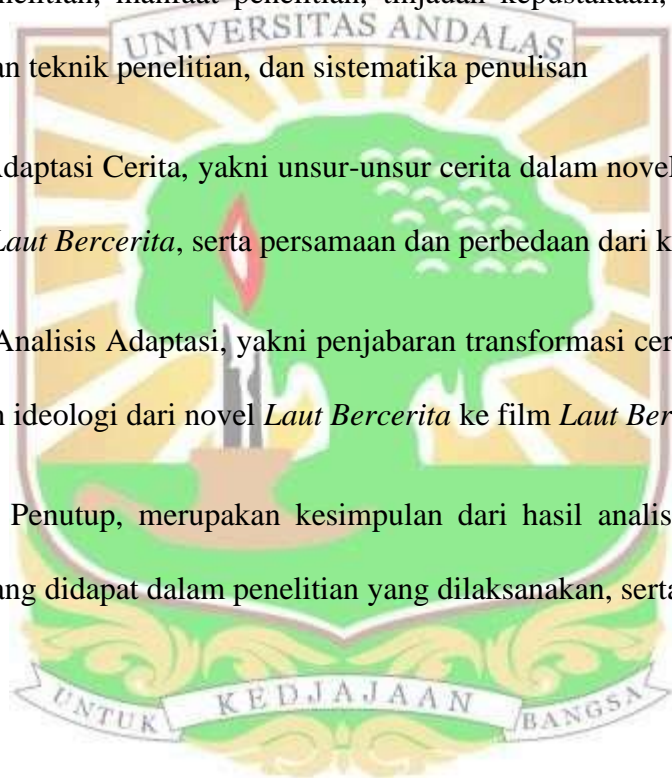 penelitian, manfaat penelitian, tinjauan kepustakaan,
UNIVERSITAS ANDALAS
an teknik penelitian, dan sistematika penulisan
Adaptasi Cerita, yakni unsur-unsur cerita dalam novel
Laut Bercerita, serta persamaan dan perbedaan dari k
Analisis Adaptasi, yakni penjabaran transformasi cer
n ideologi dari novel Laut Bercerita ke film Laut Ber
Penutup, merupakan kesimpulan dari hasil analis
ang didapat dalam penelitian yang dilaksanakan, serta
UNTUK KEDJAJAAN BANGSA